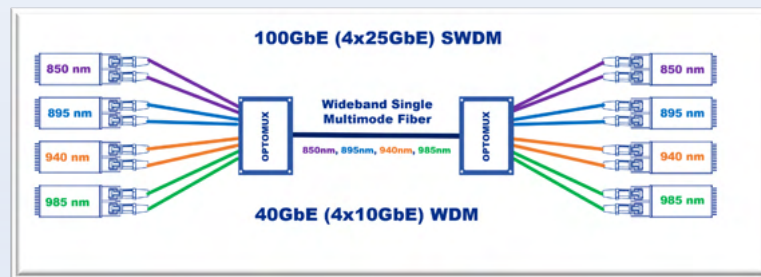 100GbE (4x25GbE) SWDM
850 nm
895 nm
940 nm
985 nm
OPTOMUX
Wideband Single
Multimode Fiber
850nm, 895nm, 940nm, 985nm
OPTOMUX
850 nm
895 nm
940 nm
985 nm
40GbE (4x10GbE) WDM